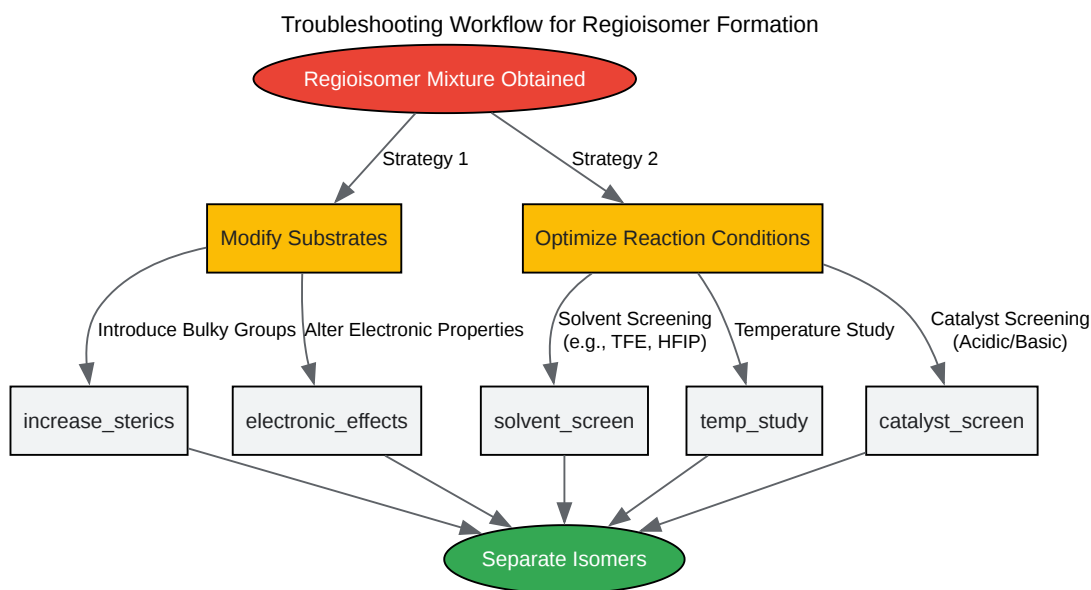 Troubleshooting Workflow for Regioisomer Formation
Regioisomer Mixture Obtained
Strategy 1
Strategy 2
Modify Substrates
Optimize Reaction Conditions
Introduce Bulky Groups
Alter Electronic Properties
Solvent Screening
(e.g., TFE, HFIP)
Temperature Study
Catalyst Screening
(Acidic/Basic)
increase_sterics
electronic_effects
solvent_screen
temp_study
catalyst_screen
Separate Isomers